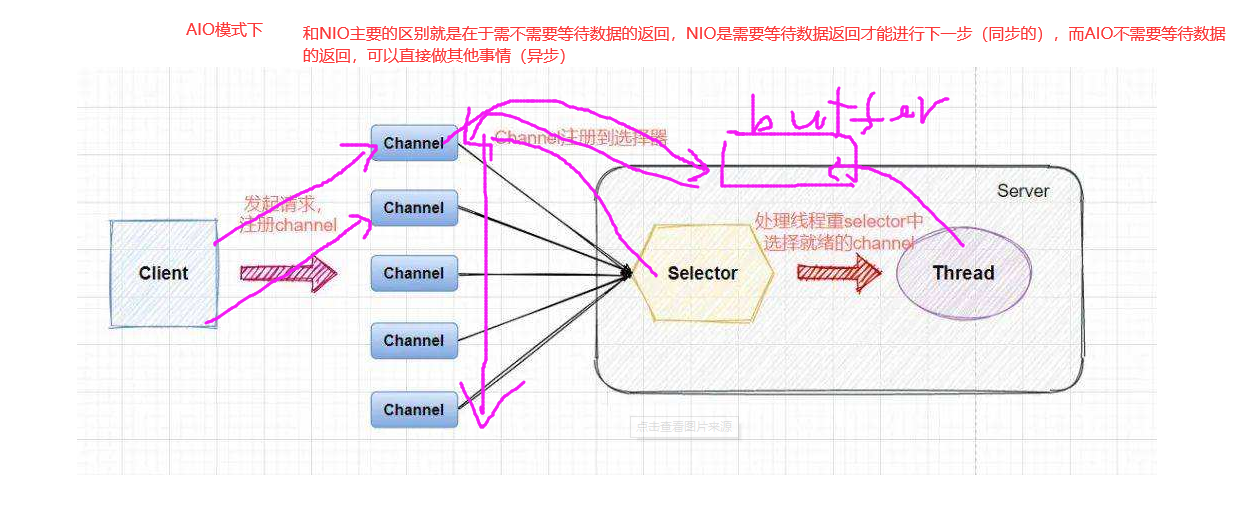 AIO模式下
和NIO主要的区别就是在于需不需要等待数据的返回，NIO是需要等待数据返回才能进行下一步（同步的），而AIO不需要等待数据
的返回，可以直接做其他事情（异步）
buffer
Channel
Channel注册到选择器
Server
发起请求，
注册channel
Channel
处理线程重selector中
选择就绪的channel
Client
Channel
Selector
Thread
Channel
Channel
点击查看图片来源